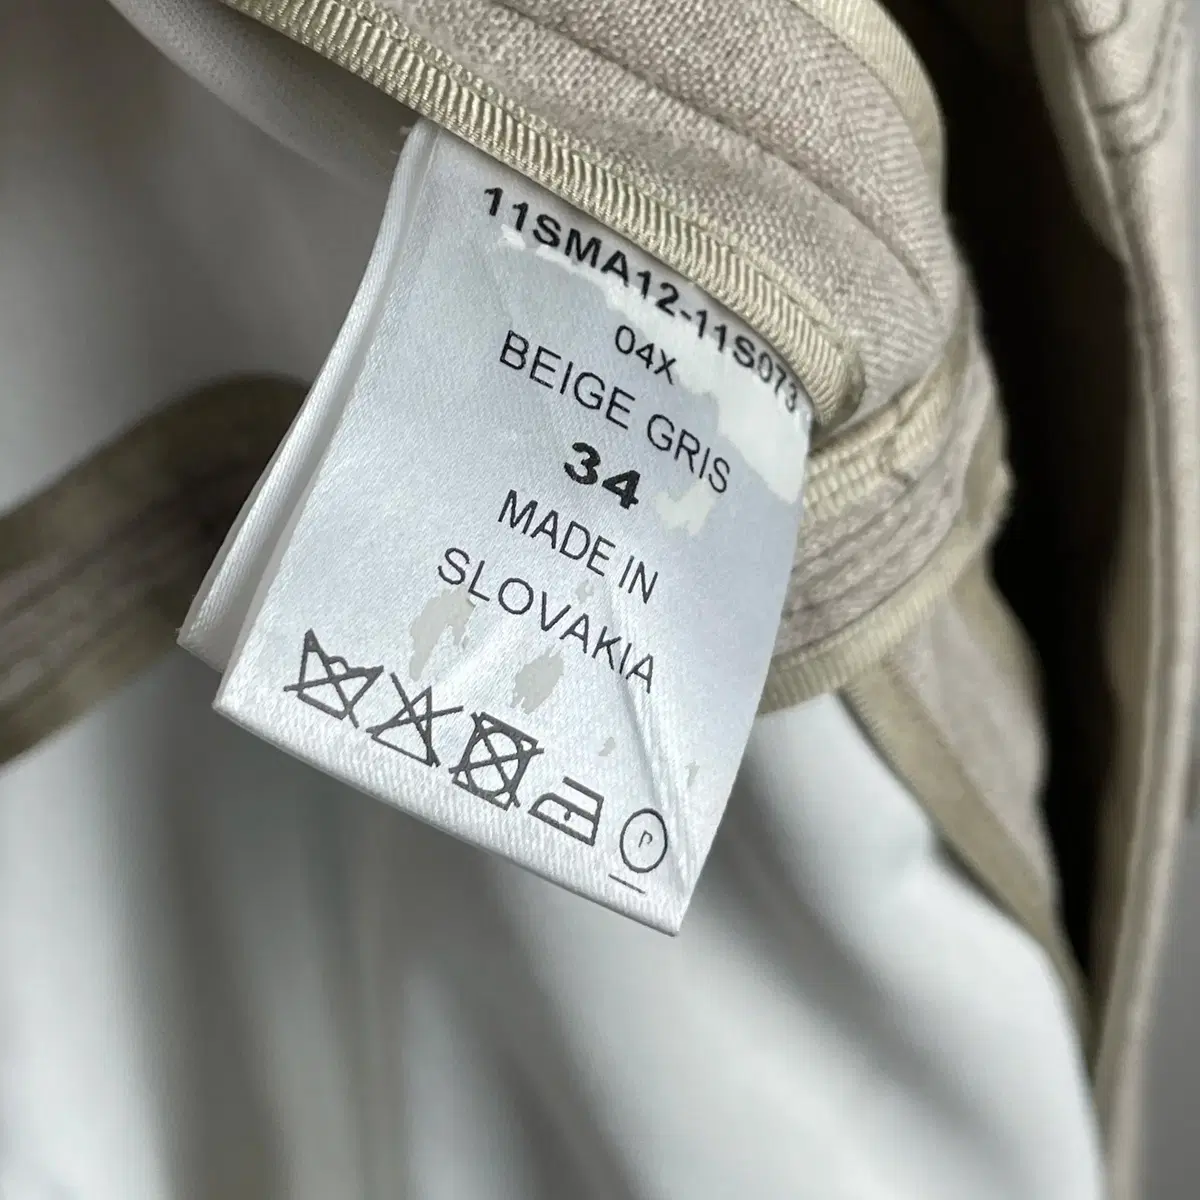 11SMA12-11S073
04X
BEIGE GRIS
34
MADE IN
SLOVAKIA